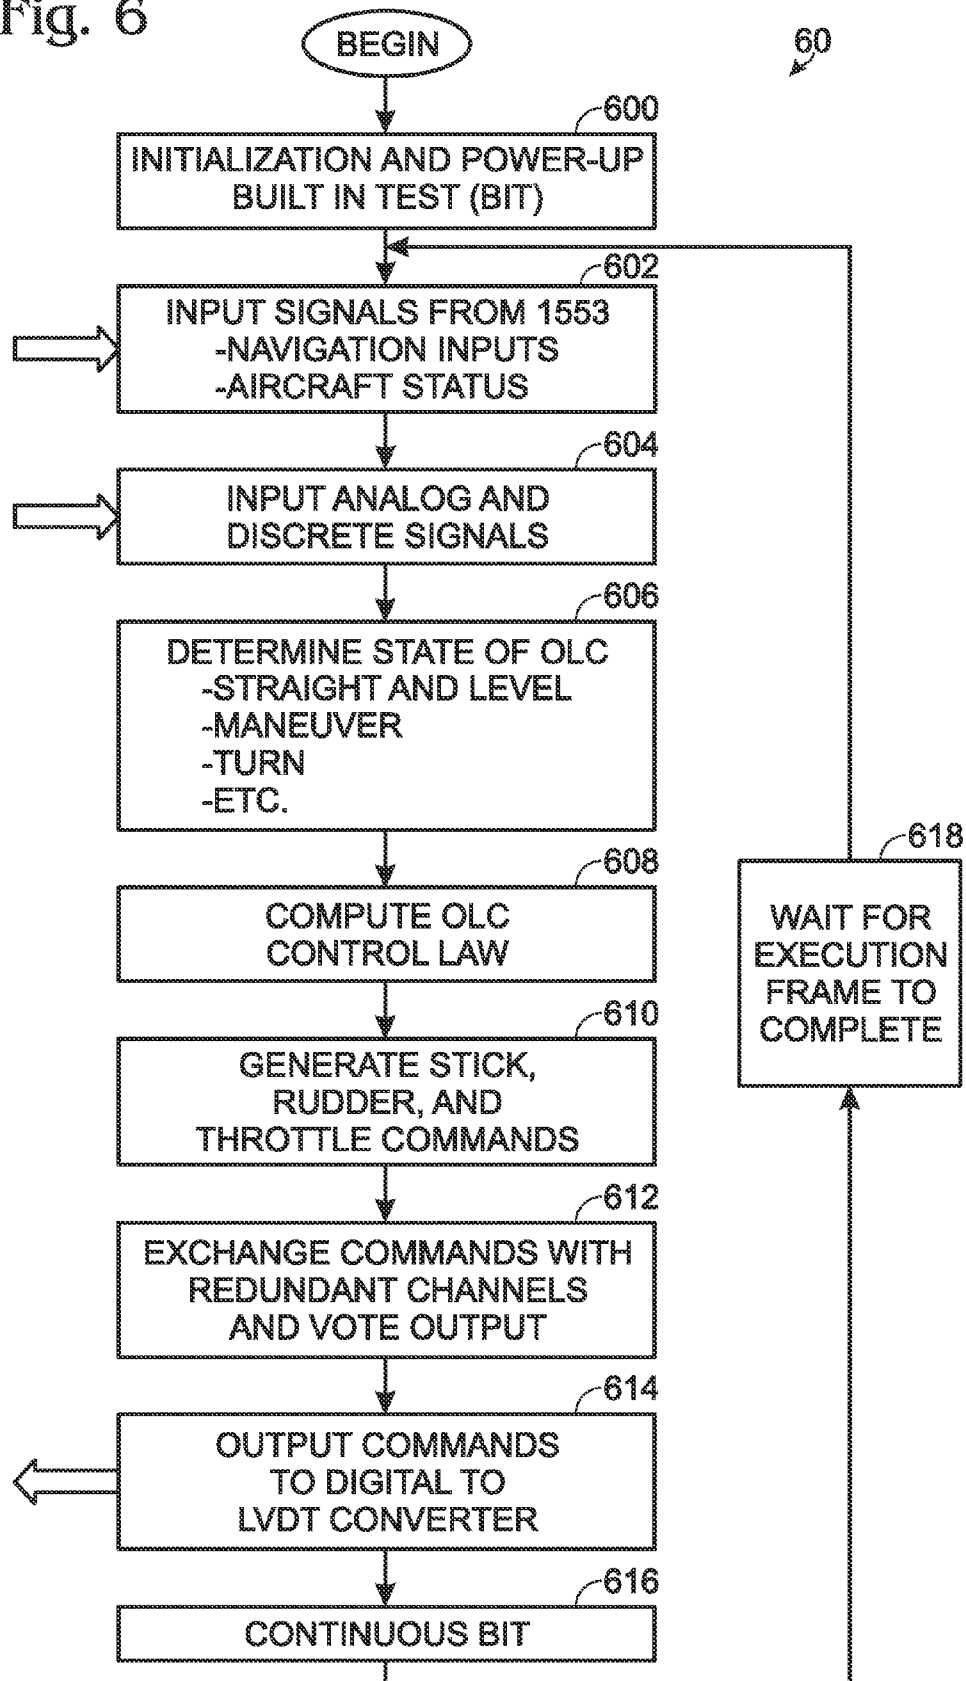 Fig. 6
BEGIN
60
600
INITIALIZATION AND POWER-UP
BUILT IN TEST (BIT)
602
INPUT SIGNALS FROM 1553
-NAVIGATION INPUTS
-AIRCRAFT STATUS
604
INPUT ANALOG AND
DISCRETE SIGNALS
606
DETERMINE STATE OF OLC
-STRAIGHT AND LEVEL
-MANEUVER
-TURN
-ETC.
608
COMPUTE OLC
CONTROL LAW
610
GENERATE STICK,
RUDDER, AND
THROTTLE COMMANDS
612
EXCHANGE COMMANDS WITH
REDUNDANT CHANNELS
AND VOTE OUTPUT
614
OUTPUT COMMANDS
TO DIGITAL TO
LVDT CONVERTER
616
CONTINUOUS BIT
618
WAIT FOR
EXECUTION
FRAME TO
COMPLETE